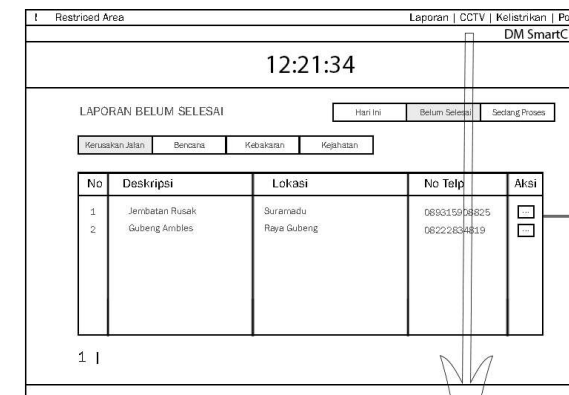 ! Restriced Area Laporan | CCTV | Kelistrikan | Po
DM SmartC
12:21:34
LAPORAN BELUM SELESAI Hari Ini Belum Selesai Sedang Proses
Kerusakan Jalan Bencana Kebakaran Kejahatan
No Deskripsi Lokasi No Telp Aksi
1 Jembatan Rusak Suramadu 089315908825 ...
2 Gubeng Ambles Raya Gubeng 08222834819 ...
1 |